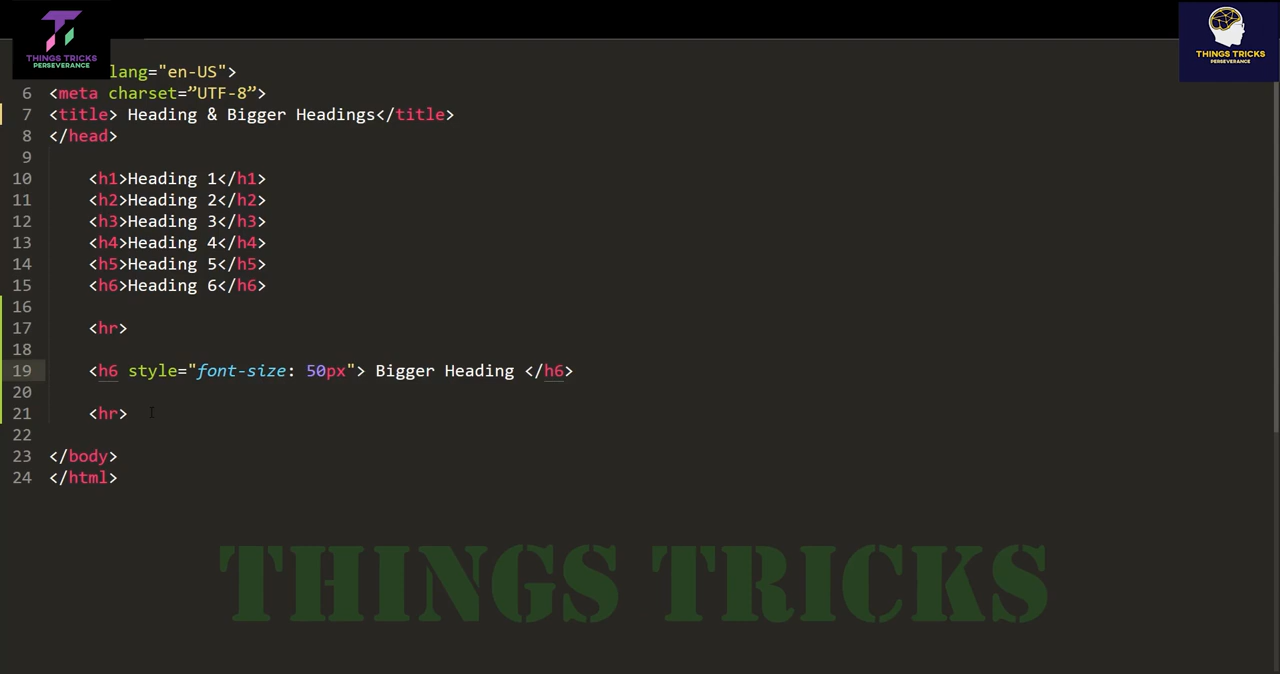 THINGS TRICKS
PERSEVERANCE
THINGS TRICKS
PERSEVERANCE
lang="en-US">
6 <meta charset=”UTF-8”>
7 <title> Heading & Bigger Headings</title>
8 </head>
9
10 <h1>Heading 1</h1>
11 <h2>Heading 2</h2>
12 <h3>Heading 3</h3>
13 <h4>Heading 4</h4>
14 <h5>Heading 5</h5>
15 <h6>Heading 6</h6>
16
17 <hr>
18
19 <h6 style="font-size: 50px"> Bigger Heading </h6>
20
21 <hr>
22
23 </body>
24 </html>
THINGS TRICKS